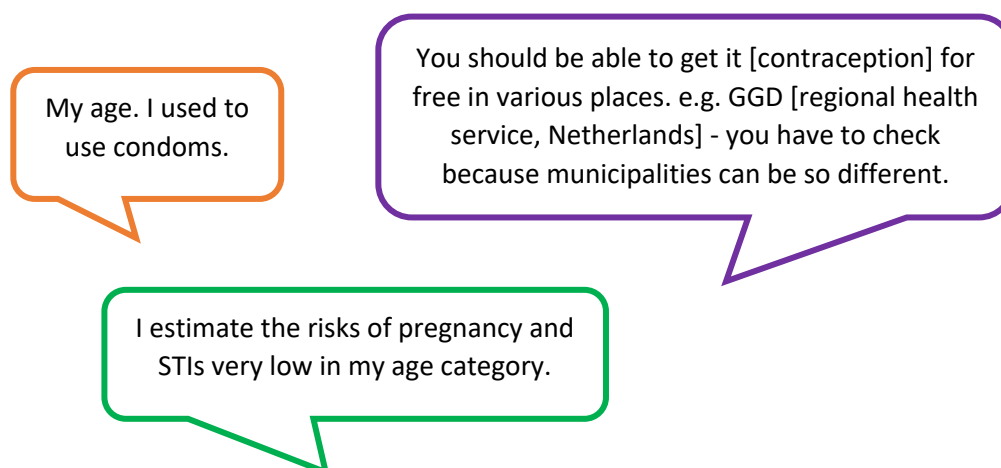 My age. I used to
use condoms.
You should be able to get it [contraception] for
free in various places. e.g. GGD [regional health
service, Netherlands] - you have to check
because municipalities can be so different.
I estimate the risks of pregnancy and
STIs very low in my age category.